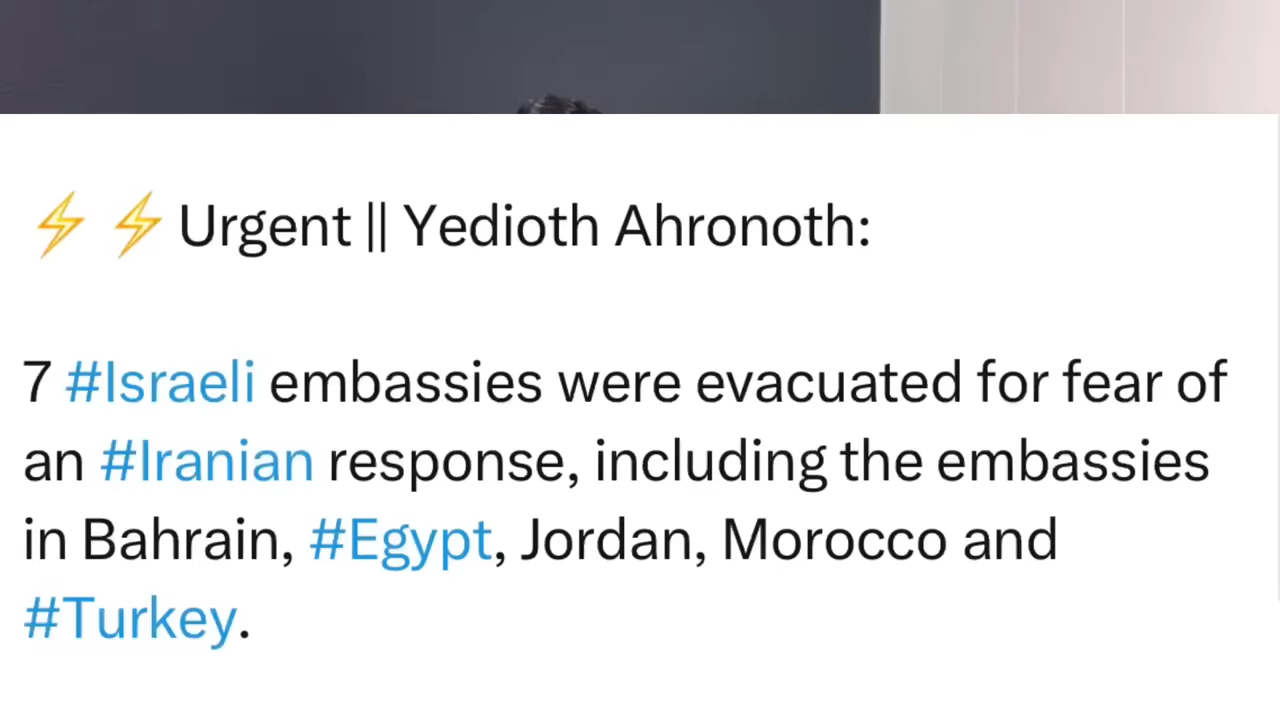 ⚡ ⚡ Urgent || Yedioth Ahronoth:
7 #Israeli embassies were evacuated for fear of
an #Iranian response, including the embassies
in Bahrain, #Egypt, Jordan, Morocco and
#Turkey.